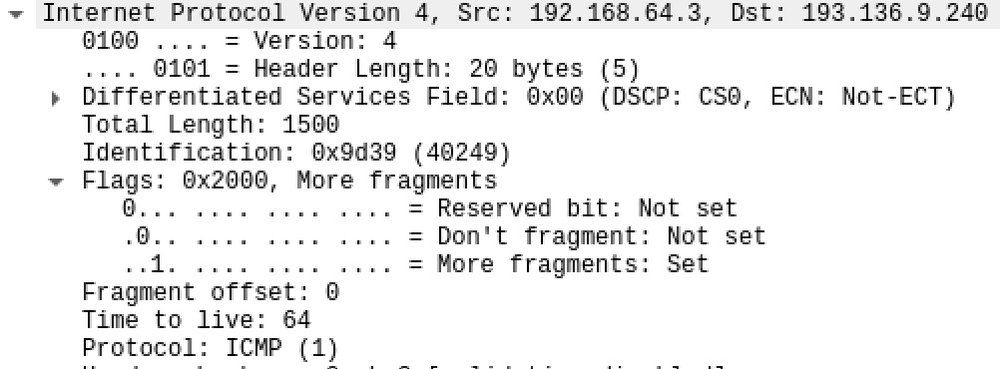 Internet Protocol Version 4, Src: 192.168.64.3, Dst: 193.136.9.240
0100 .... = Version: 4
.... 0101 = Header Length: 20 bytes (5)
Differentiated Services Field: 0x00 (DSCP: CS0, ECN: Not-ECT)
Total Length: 1500
Identification: 0x9d39 (40249)
Flags: 0x2000, More fragments
0... .... .... .... = Reserved bit: Not set
.0.. .... .... .... = Don't fragment: Not set
..1. .... .... .... = More fragments: Set
Fragment offset: 0
Time to live: 64
Protocol: ICMP (1)